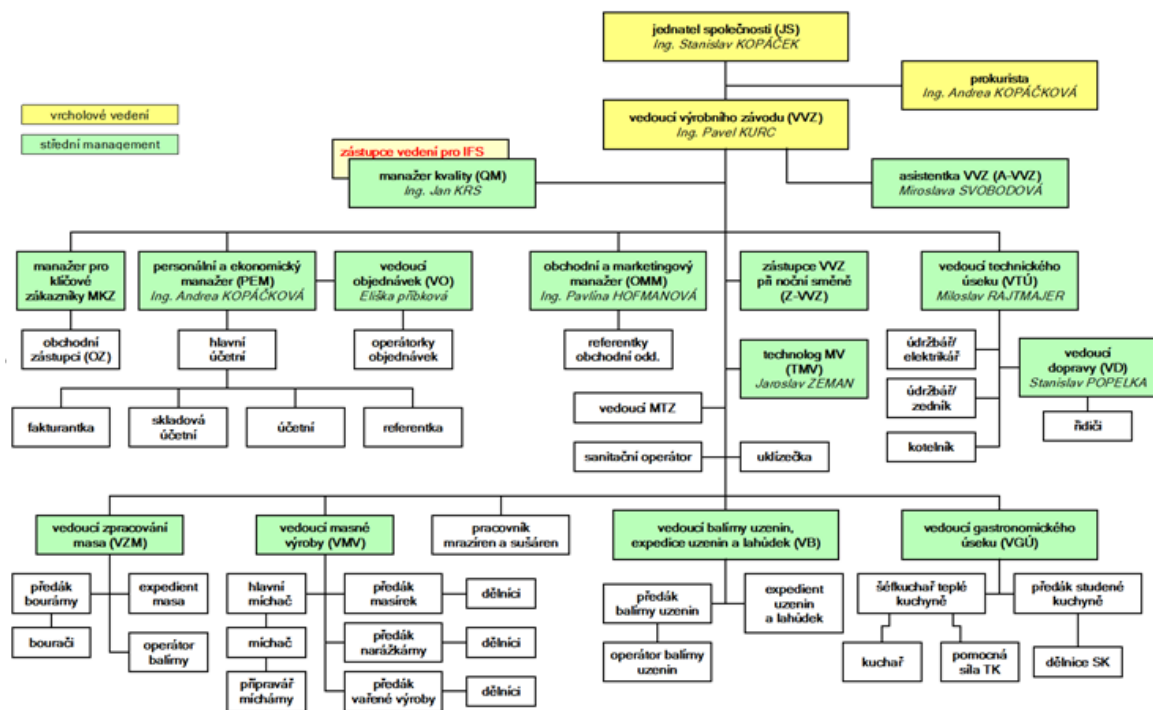 jednatel společnosti (JS)
Ing. Stanislav KOPÁČEK
prokurista
Ing. Andrea KOPÁČKOVÁ
vrcholové vedení
vedoucí výrobního závodu (VVZ)
Ing. Pavel KURC
střední management
zástupce vedení pro IFS
manažer kvality (QM)
Ing. Jan KRS
asistentka VVZ (A-VVZ)
Miroslava SVOBODOVÁ
manažer pro
klíčové
zákazníky MKZ
personální a ekonomický
manažer (PEM)
Ing. Andrea KOPÁČKOVÁ
vedoucí
objednávek (VO)
Eliška příbková
obchodní a marketingový
manažer (OMM)
Ing. Pavlína HOFMANOVÁ
zástupce VVZ
při noční směně
(Z-VVZ)
vedoucí technického
úseku (VTÚ)
Miloslav RAJTMAJER
obchodní
zástupci (OZ)
hlavní
účetní
operátorky
objednávek
referentky
obchodní odd.
technolog MV
(TMV)
Jaroslav ZEMAN
údržbář/
elektrikář
vedoucí
dopravy (VD)
Stanislav POPELKA
údržbář/
zedník
řidiči
kotelník
fakturantka
skladová
účetní
účetní
referentka
vedoucí MTZ
sanitační operátor
uklízečka
vedoucí zpracování
masa (VZM)
vedoucí masné
výroby (VMV)
pracovník
mrazíren a sušáren
vedoucí balírny uzenin,
expedice uzenin a lahůdek (VB)
vedoucí gastronomického
úseku (VGÚ)
předák
bourárny
expedient
masa
bourači
operátor
balírny
hlavní
míchač
předák
masírek
dělníci
míchač
předák
narážkárny
dělníci
připravář
míchárny
předák
vařené výroby
dělníci
předák
balírny uzenin
expedient
uzenin
a lahůdek
operátor balírny
uzenin
šéfkuchař teplé
kuchyně
předák studené
kuchyně
kuchař
pomocná
síla TK
dělnice SK